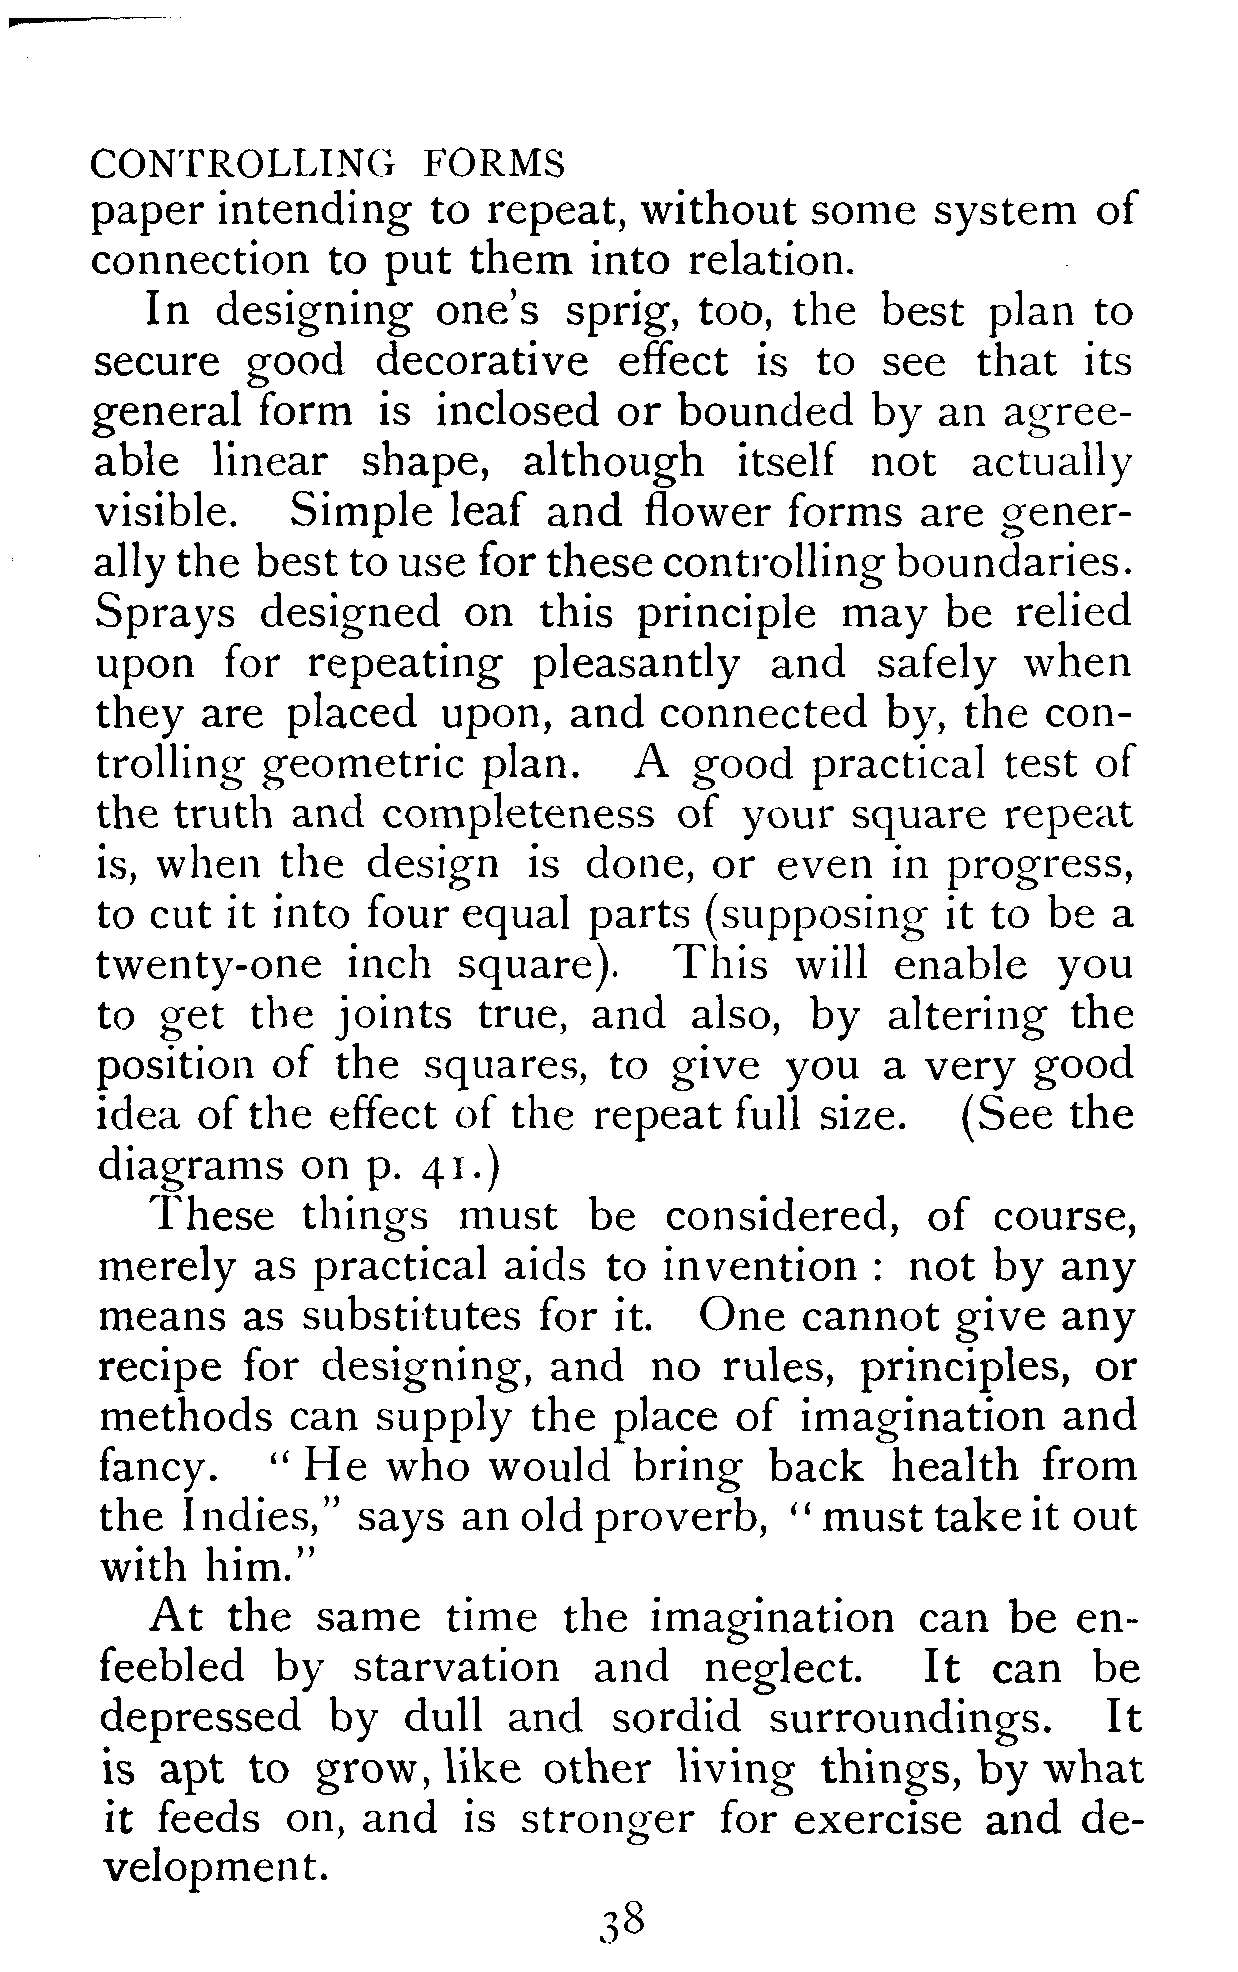 CONTROLLING FORMS
paper intending to repeat, without some system of
connection to put them into relation.
In designing one's sprig, too, the best plan to
secure good decorative effect is to see that its
general form is inclosed or bounded by an agree-
able linear shape, although itself not actually
visible. Simple leaf and flower forms are gener-
ally the best to use for these controlling boundaries.
Sprays designed on this principle may be relied
upon for repeating pleasantly and safely when
they are placed upon, and connected by, the con-
trolling geometric plan. A good practical test of
the truth and completeness of your square repeat
is, when the design is done, or even in progress,
to cut it into four equal parts (supposing it to be a
twenty-one inch square). This will enable you
to get the joints true, and also, by altering the
position of the squares, to give you a very good
idea of the effect of the repeat full size. (See the
diagrams on p. 41.)
These things must be considered, of course,
merely as practical aids to invention : not by any
means as substitutes for it. One cannot give any
recipe for designing, and no rules, principles, or
methods can supply the place of imagination and
fancy. " He who would bring back health from
the Indies," says an old proverb, " must take it out
with him."
At the same time the imagination can be en-
feebled by starvation and neglect. It can be
depressed by dull and sordid surroundings. It
is apt to grow, like other living things, by what
it feeds on, and is stronger for exercise and de-
velopment.
38